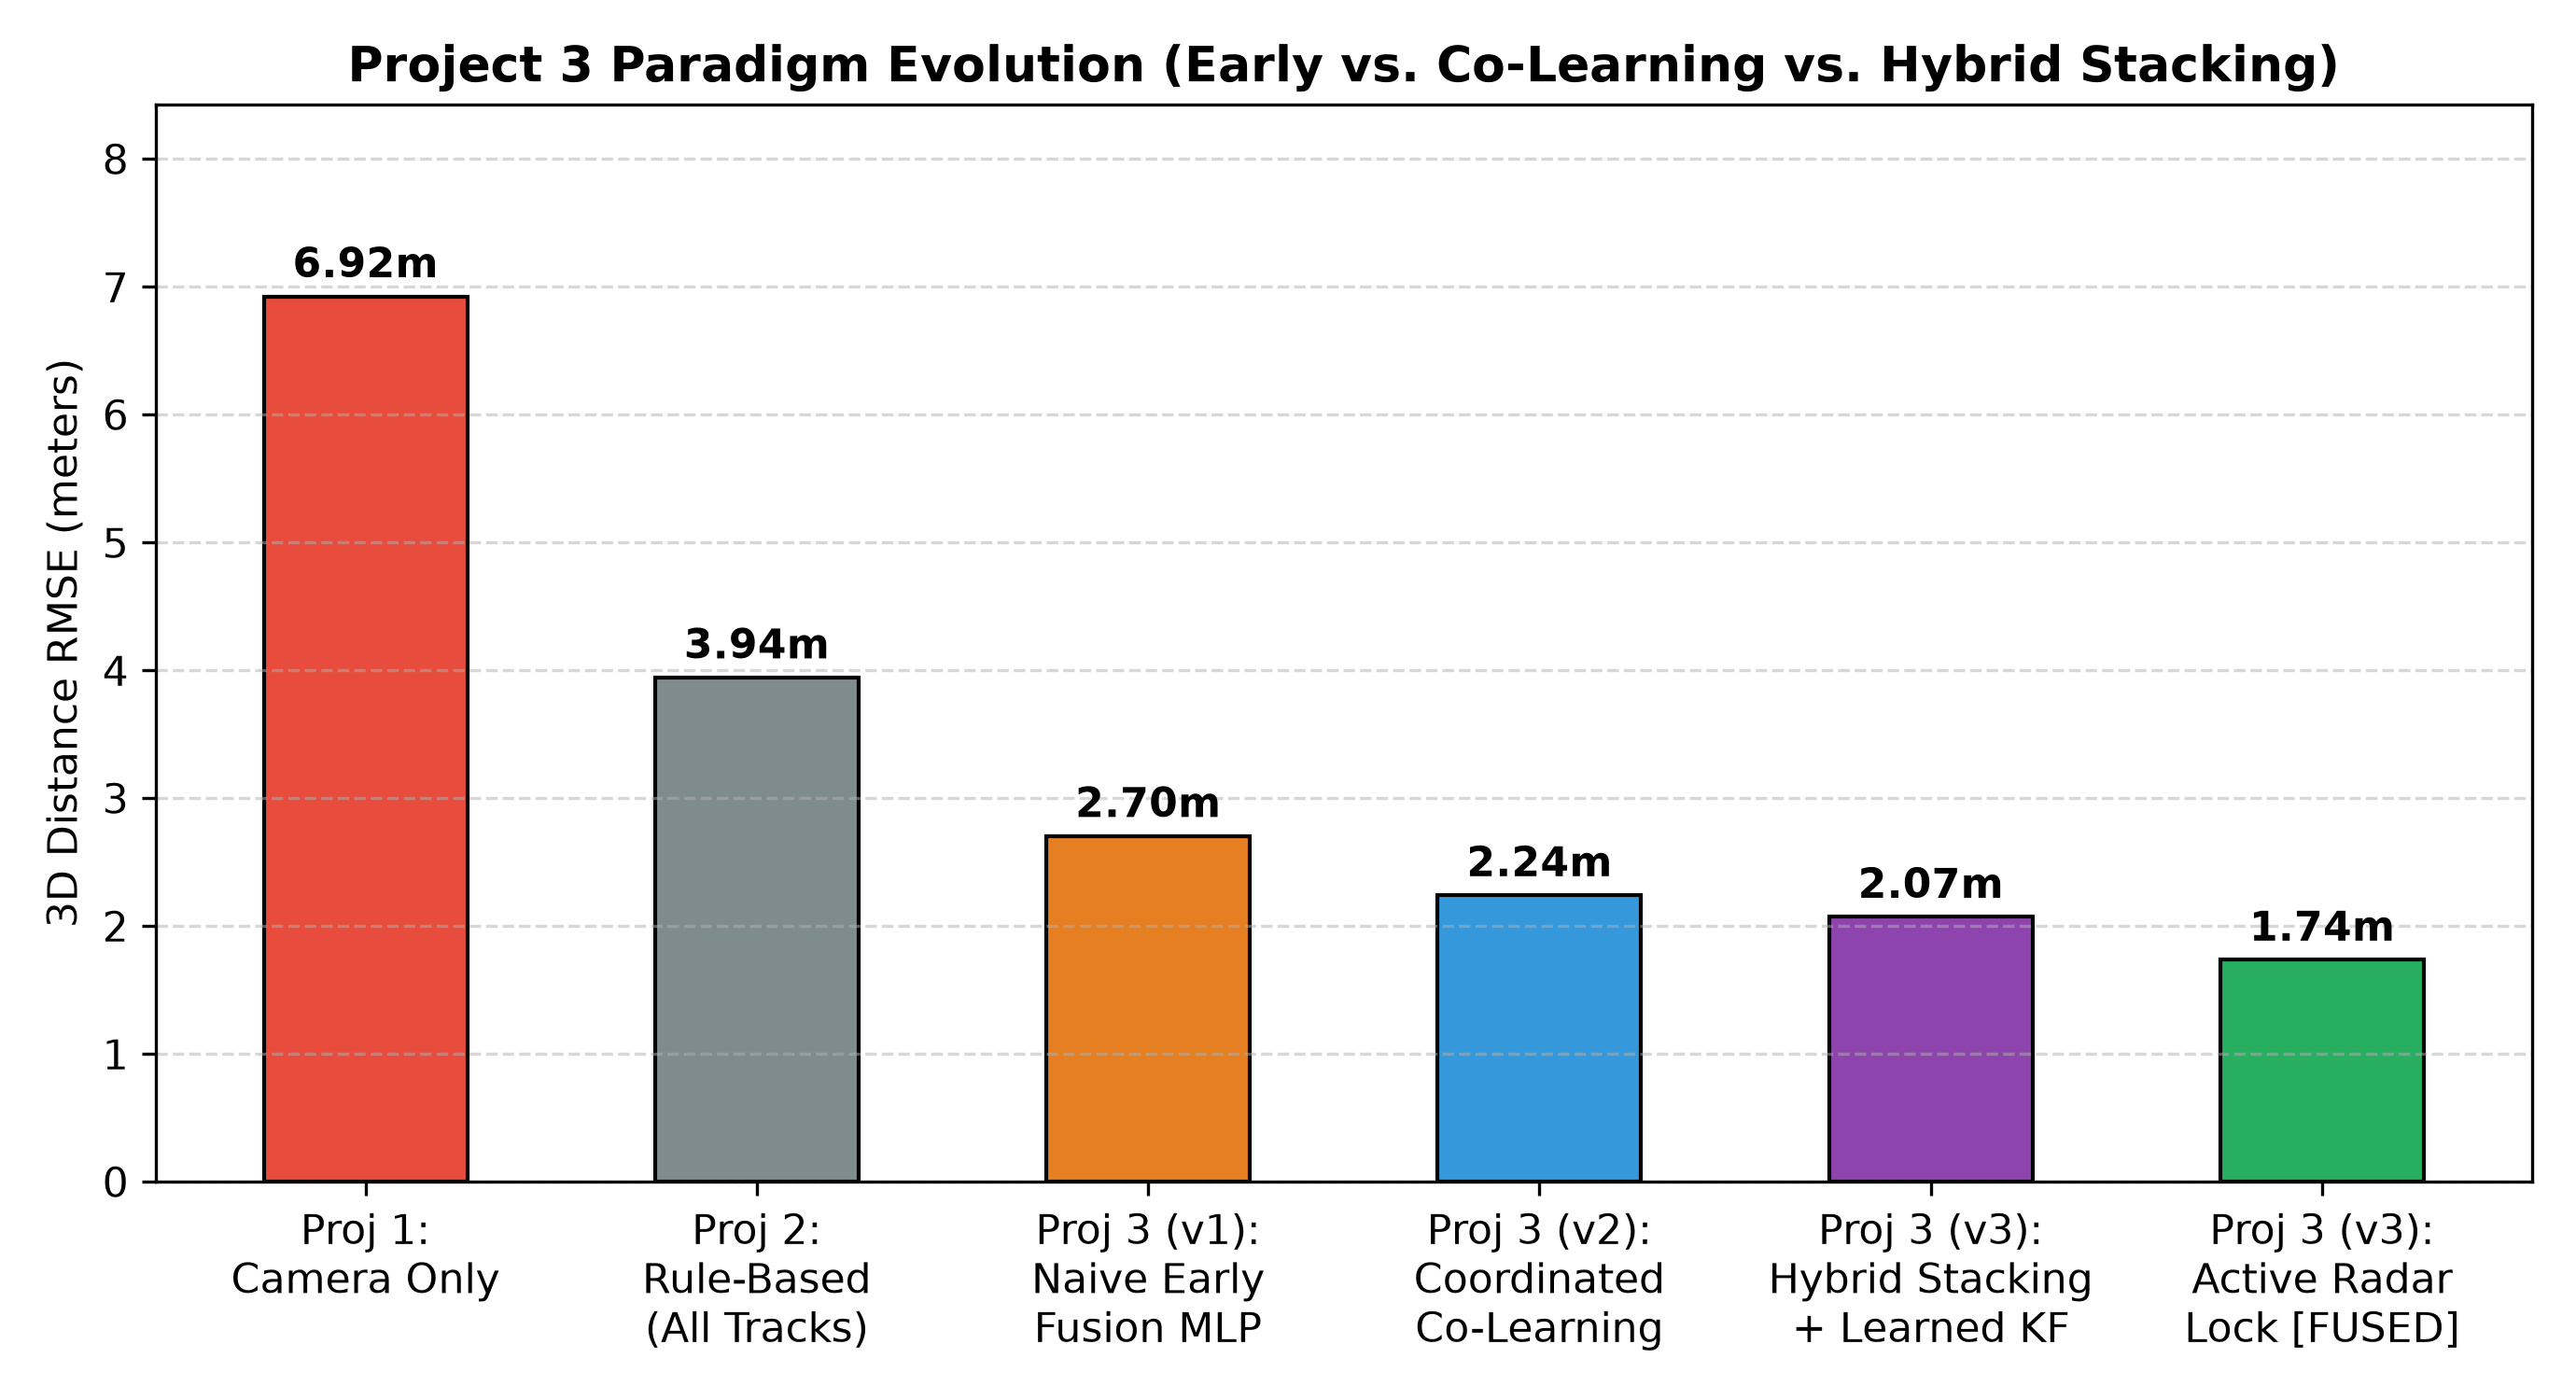 Project 3 Paradigm Evolution (Early vs. Co-Learning vs. Hybrid Stacking)
3D Distance RMSE (meters)
8
7
6
5
4
3
2
1
0
6.92m
3.94m
2.70m
2.24m
2.07m
1.74m
Proj 1:
Camera Only
Proj 2:
Rule-Based
(All Tracks)
Proj 3 (v1):
Naive Early
Fusion MLP
Proj 3 (v2):
Coordinated
Co-Learning
Proj 3 (v3):
Hybrid Stacking
+ Learned KF
Proj 3 (v3):
Active Radar
Lock [FUSED]